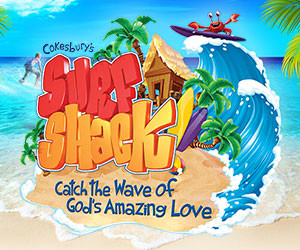 Cokesbury's
SURF
SHACK
Catch the Wave of
God's Amazing Love